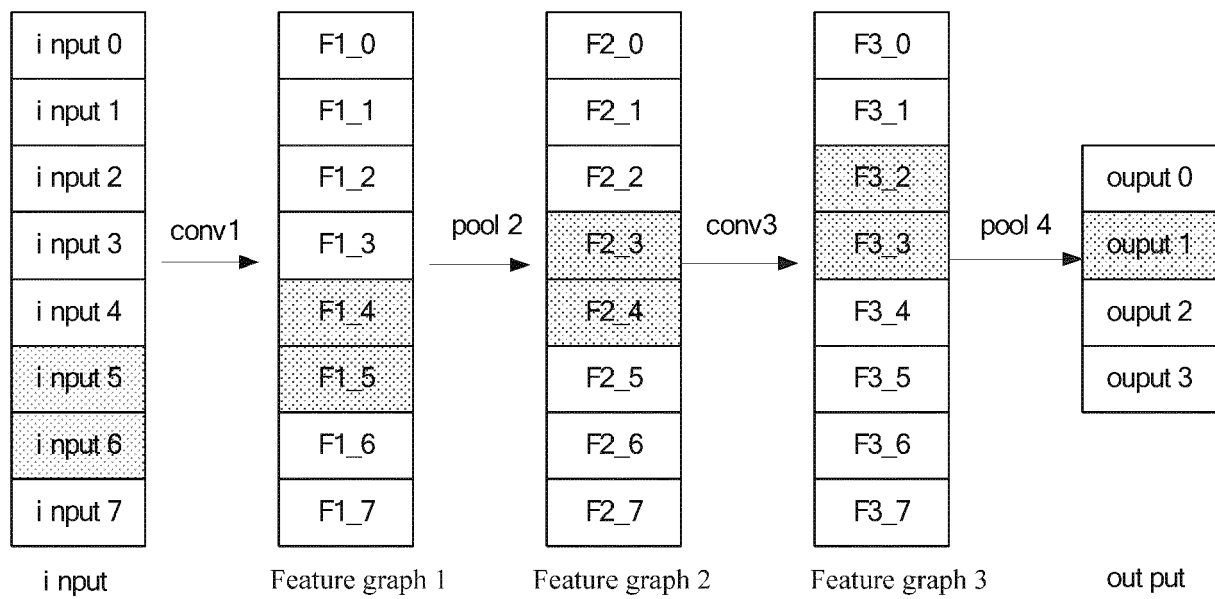 i nput 0
i nput 1
i nput 2
i nput 3
i nput 4
i nput 5
i nput 6
i nput 7
i nput
conv1
F1_0
F1_1
F1_2
F1_3
F1_4
F1_5
F1_6
F1_7
Feature graph 1
pool 2
F2_0
F2_1
F2_2
F2_3
F2_4
F2_5
F2_6
F2_7
Feature graph 2
conv3
F3_0
F3_1
F3_2
F3_3
F3_4
F3_5
F3_6
F3_7
Feature graph 3
pool 4
ouput 0
ouput 1
ouput 2
ouput 3
out put